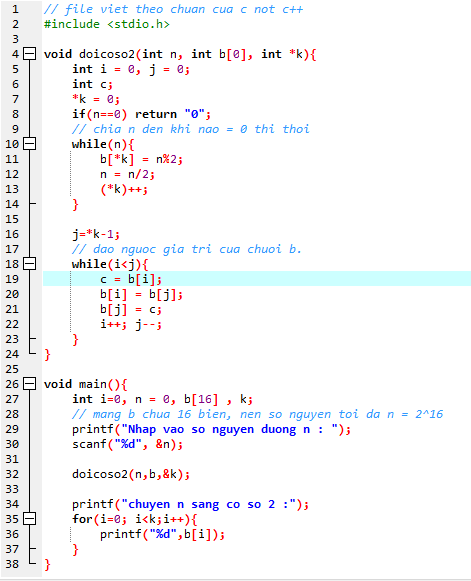 1 // file viet theo chuan cua c not c++
2 #include <stdio.h>
3
4 void doicoso2(int n, int b[0], int *k){
5 int i = 0, j = 0;
6 int c;
7 *k = 0;
8 if(n==0) return "0";
9 // chia n den khi nao = 0 thi thoi
10 while(n){
11 b[*k] = n%2;
12 n = n/2;
13 (*k)++;
14 }
15
16 j=*k-1;
17 // dao nguoc gia tri cua chuoi b.
18 while(i<j){
19 c = b[i];
20 b[i] = b[j];
21 b[j] = c;
22 i++; j--;
23 }
24 }
25
26 void main(){
27 int i=0, n = 0, b[16] , k;
28 // mang b chua 16 bien, nen so nguyen toi da n = 2^16
29 printf("Nhap vao so nguyen duong n : ");
30 scanf("%d", &n);
31
32 doicoso2(n,b,&k);
33
34 printf("chuyen n sang co so 2 :");
35 for(i=0; i<k;i++){
36 printf("%d",b[i]);
37 }
38 }